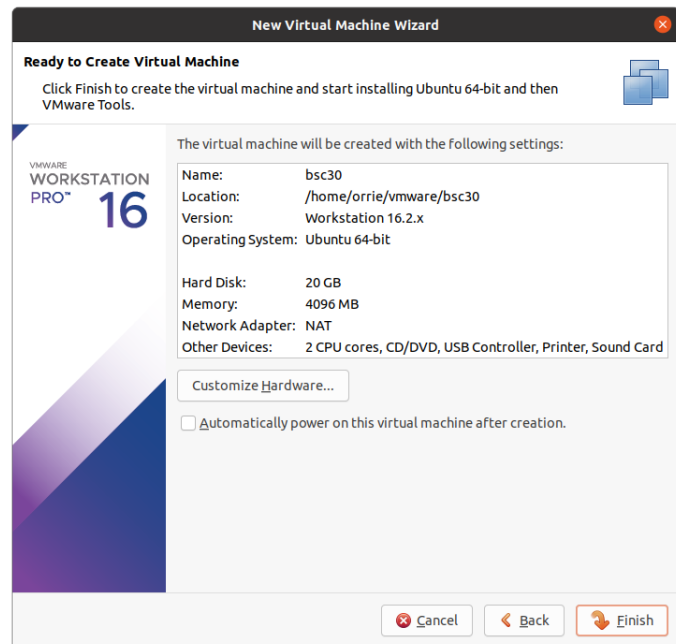 New Virtual Machine Wizard
Ready to Create Virtual Machine
Click Finish to create the virtual machine and start installing Ubuntu 64-bit and then
VMware Tools.
VMWARE
WORKSTATION
PRO™ 16
The virtual machine will be created with the following settings:
Name: bsc30
Location: /home/orrie/vmware/bsc30
Version: Workstation 16.2.x
Operating System: Ubuntu 64-bit
Hard Disk: 20 GB
Memory: 4096 MB
Network Adapter: NAT
Other Devices: 2 CPU cores, CD/DVD, USB Controller, Printer, Sound Card
Customize Hardware...
Automatically power on this virtual machine after creation.
Cancel Back Finish